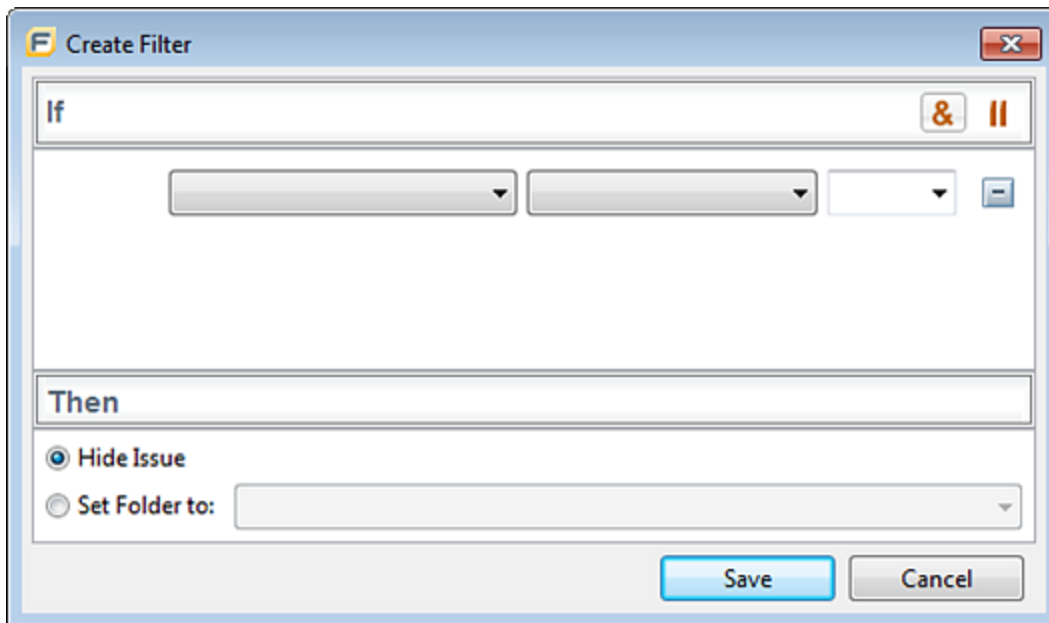 Create Filter
If & ||
Then
Hide Issue
Set Folder to:
Save Cancel